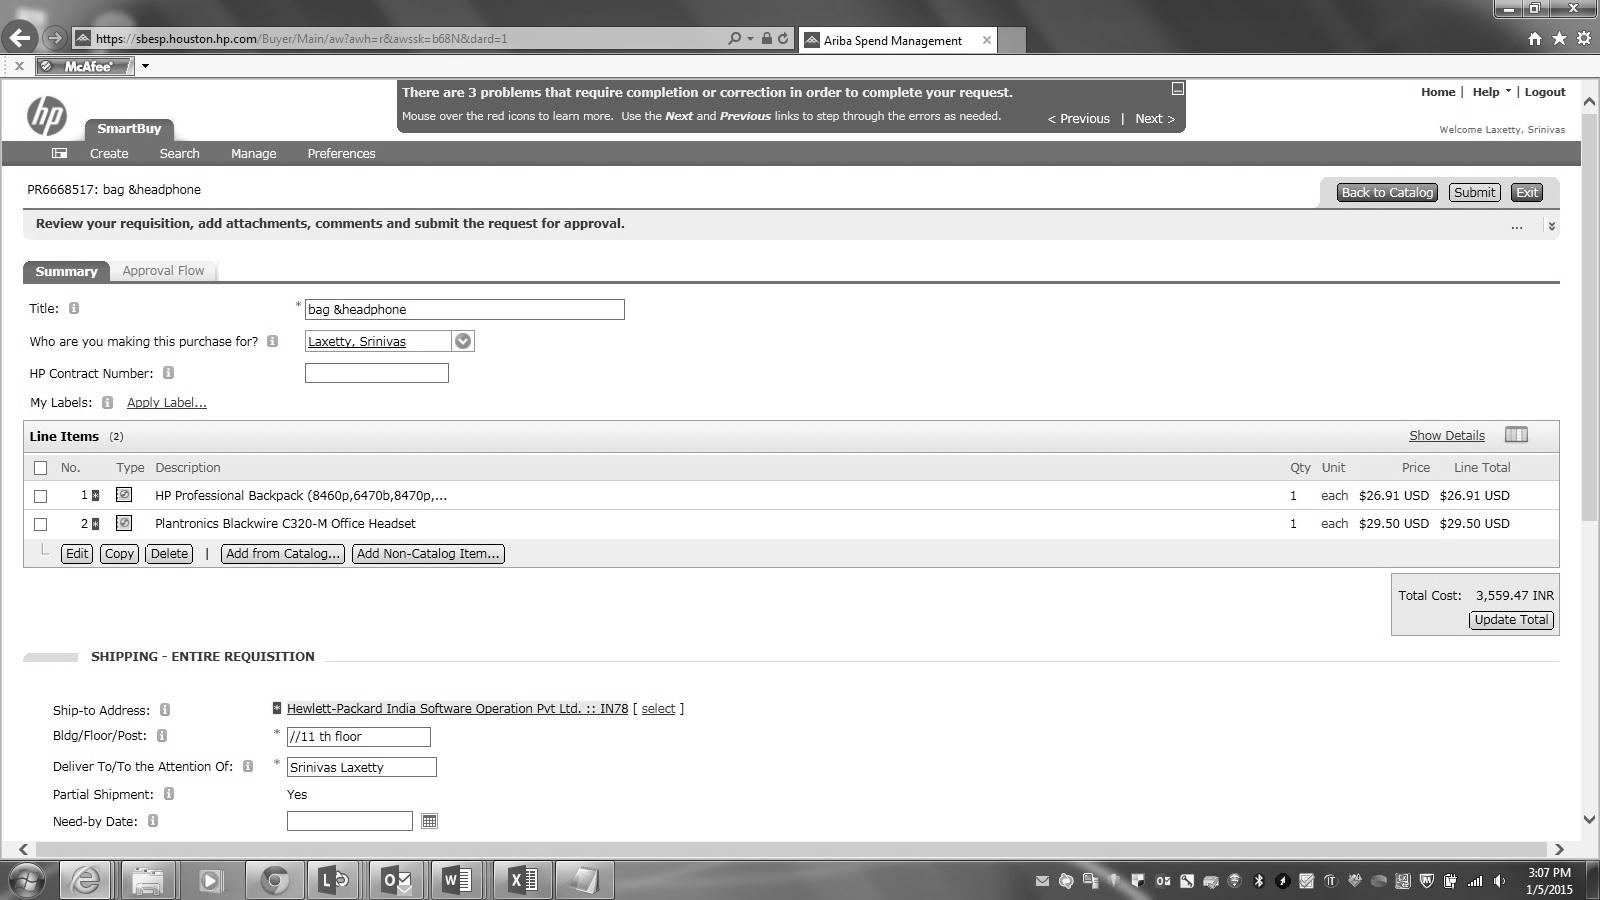 https://sbesp.houston.hp.com/Buyer/Main/aw?awh=r&awssk=b68N&dard=1
Ariba Spend Management
McAfee
There are 3 problems that require completion or correction in order to complete your request.
Mouse over the red icons to learn more. Use the Next and Previous links to step through the errors as needed.
< Previous | Next >
Home | Help | Logout
hp
SmartBuy
Welcome Laxetty, Srinivas
Create Search Manage Preferences
PR6668517: bag &headphone
Back to Catalog Submit Exit
Review your requisition, add attachments, comments and submit the request for approval.
...
Summary Approval Flow
Title: * bag &headphone
Who are you making this purchase for? Laxetty, Srinivas
HP Contract Number:
My Labels: Apply Label...
Line Items (2) Show Details
No. Type Description Qty Unit Price Line Total
1 HP Professional Backpack (8460p,6470b,8470p,... 1 each $26.91 USD $26.91 USD
2 Plantronics Blackwire C320-M Office Headset 1 each $29.50 USD $29.50 USD
Edit Copy Delete | Add from Catalog... Add Non-Catalog Item...
Total Cost: 3,559.47 INR
Update Total
SHIPPING - ENTIRE REQUISITION
Ship-to Address: * Hewlett-Packard India Software Operation Pvt Ltd. :: IN78 [ select ]
Bldg/Floor/Post: * //11 th floor
Deliver To/To the Attention Of: * Srinivas Laxetty
Partial Shipment: Yes
Need-by Date:
3:07 PM
1/5/2015